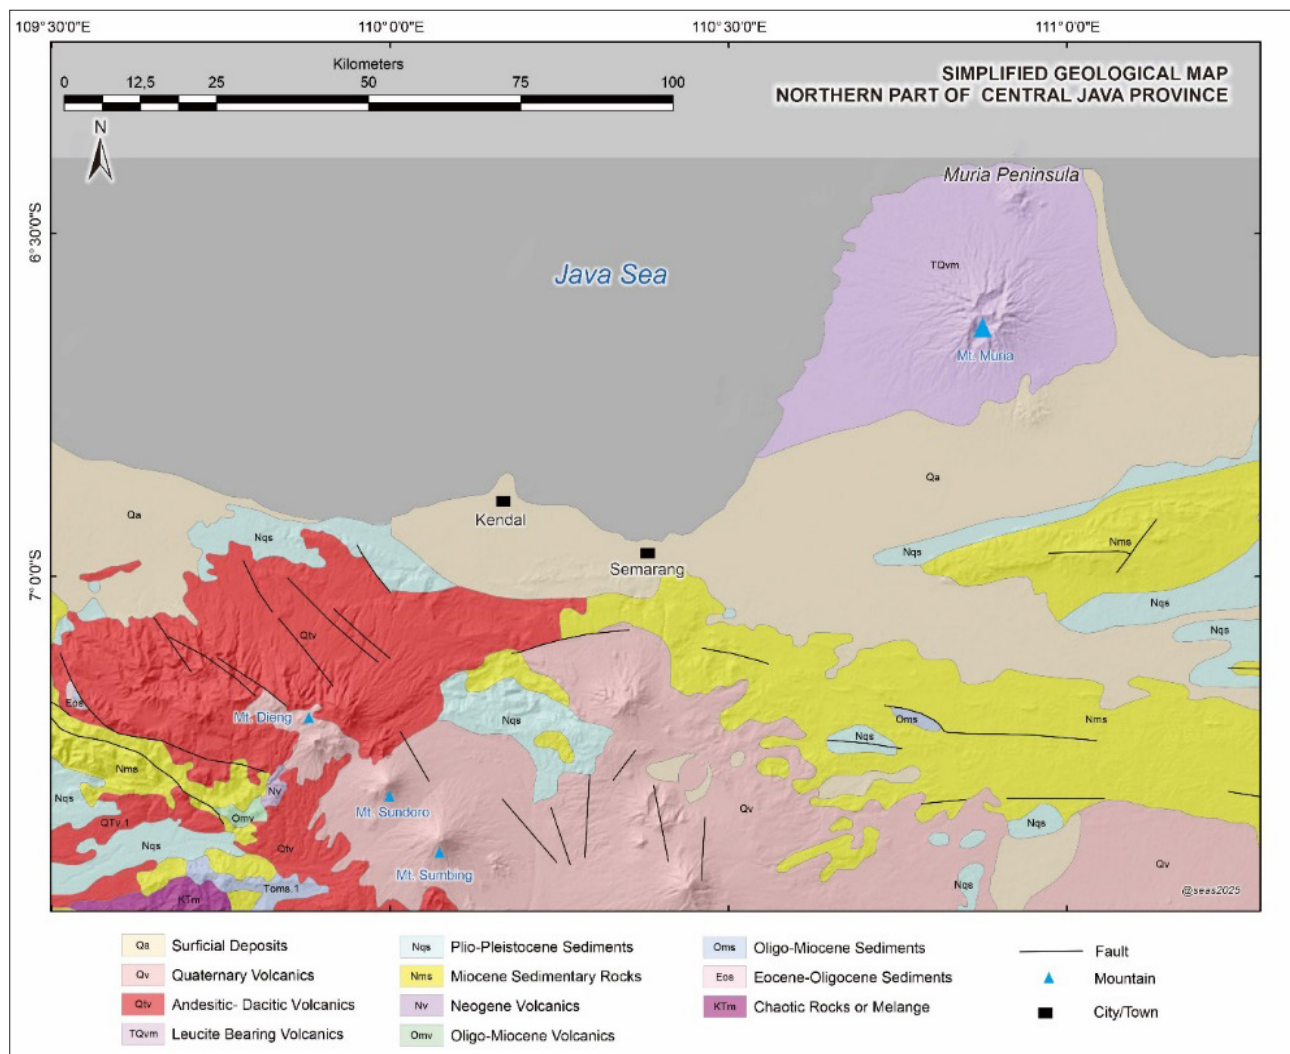 109°30'0"E 110°0'0"E 110°30'0"E 111°0'0"E
Kilometers
0 12,5 25 50 75 100
SIMPLIFIED GEOLOGICAL MAP
NORTHERN PART OF CENTRAL JAVA PROVINCE
N
Muria Peninsula
6°30'0"S
TQvm
Java Sea
Mt. Muria
Qa
Kendal
Qa
Nqs
Nms
Nqs
Semarang
7°0'0"S
Nqs
Nqs
Qtv
Eos
Mt. Dieng
Nqs
Oms
Nms
Nqs
Nms
Nv
Nqs
Mt. Sundoro
Qv
Omv
QTv.1
Nqs
Nqs
Qtv
Mt. Sumbing
Qv
Nqs
Toms.1
KTm
@seas2025
Qa Surficial Deposits
Qv Quaternary Volcanics
Qtv Andesitic- Dacitic Volcanics
TQvm Leucite Bearing Volcanics
Nqs Plio-Pleistocene Sediments
Nms Miocene Sedimentary Rocks
Nv Neogene Volcanics
Omv Oligo-Miocene Volcanics
Oms Oligo-Miocene Sediments
Eos Eocene-Oligocene Sediments
KTm Chaotic Rocks or Melange
Fault
Mountain
City/Town